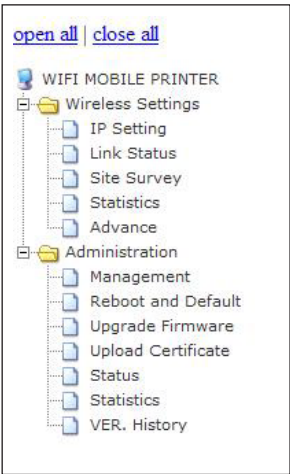 open all | close all
WIFI MOBILE PRINTER
Wireless Settings
IP Setting
Link Status
Site Survey
Statistics
Advance
Administration
Management
Reboot and Default
Upgrade Firmware
Upload Certificate
Status
Statistics
VER. History